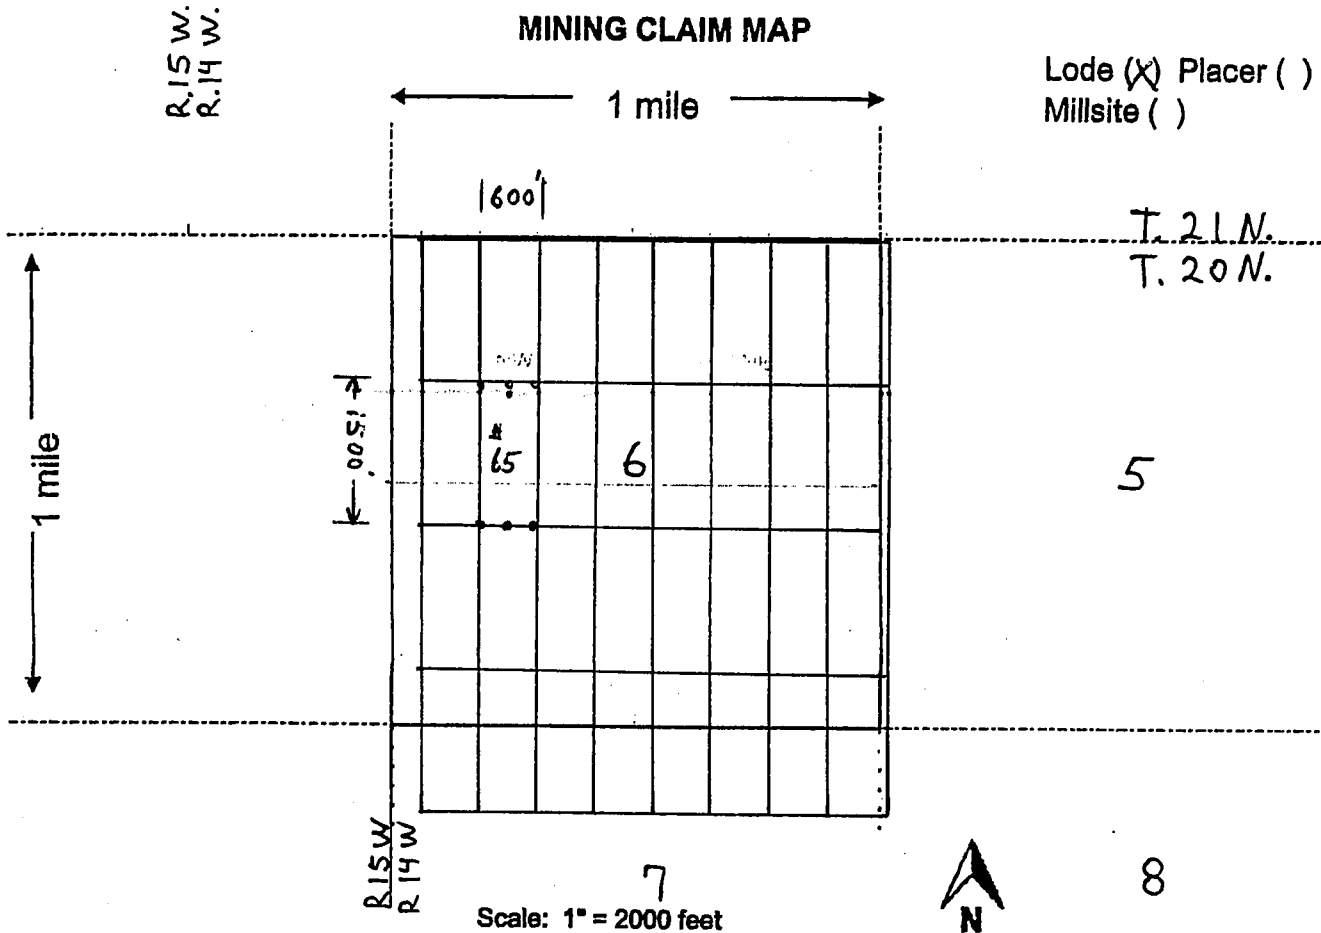 MINING CLAIM MAP
R.15 W.
R.14 W.
Lode (X) Placer ( )
Millsite ( )
1 mile
600'
T. 21 N.
T. 20 N.
1 mile
1500'
65
6
5
R15W
R 14W
7
8
Scale: 1" = 2000 feet
N